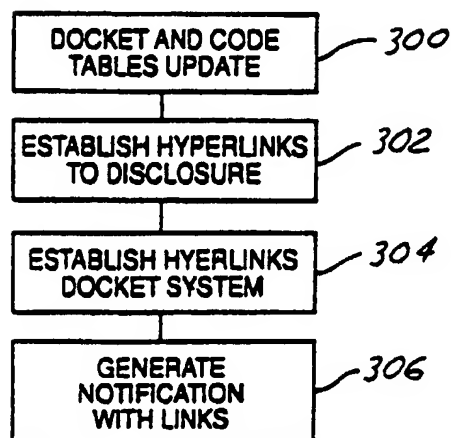 DOCKET AND CODE
TABLES UPDATE
300
ESTABLISH HYPERLINKS
TO DISCLOSURE
302
ESTABLISH HYERLINKS
DOCKET SYSTEM
304
GENERATE
NOTIFICATION
WITH LINKS
306